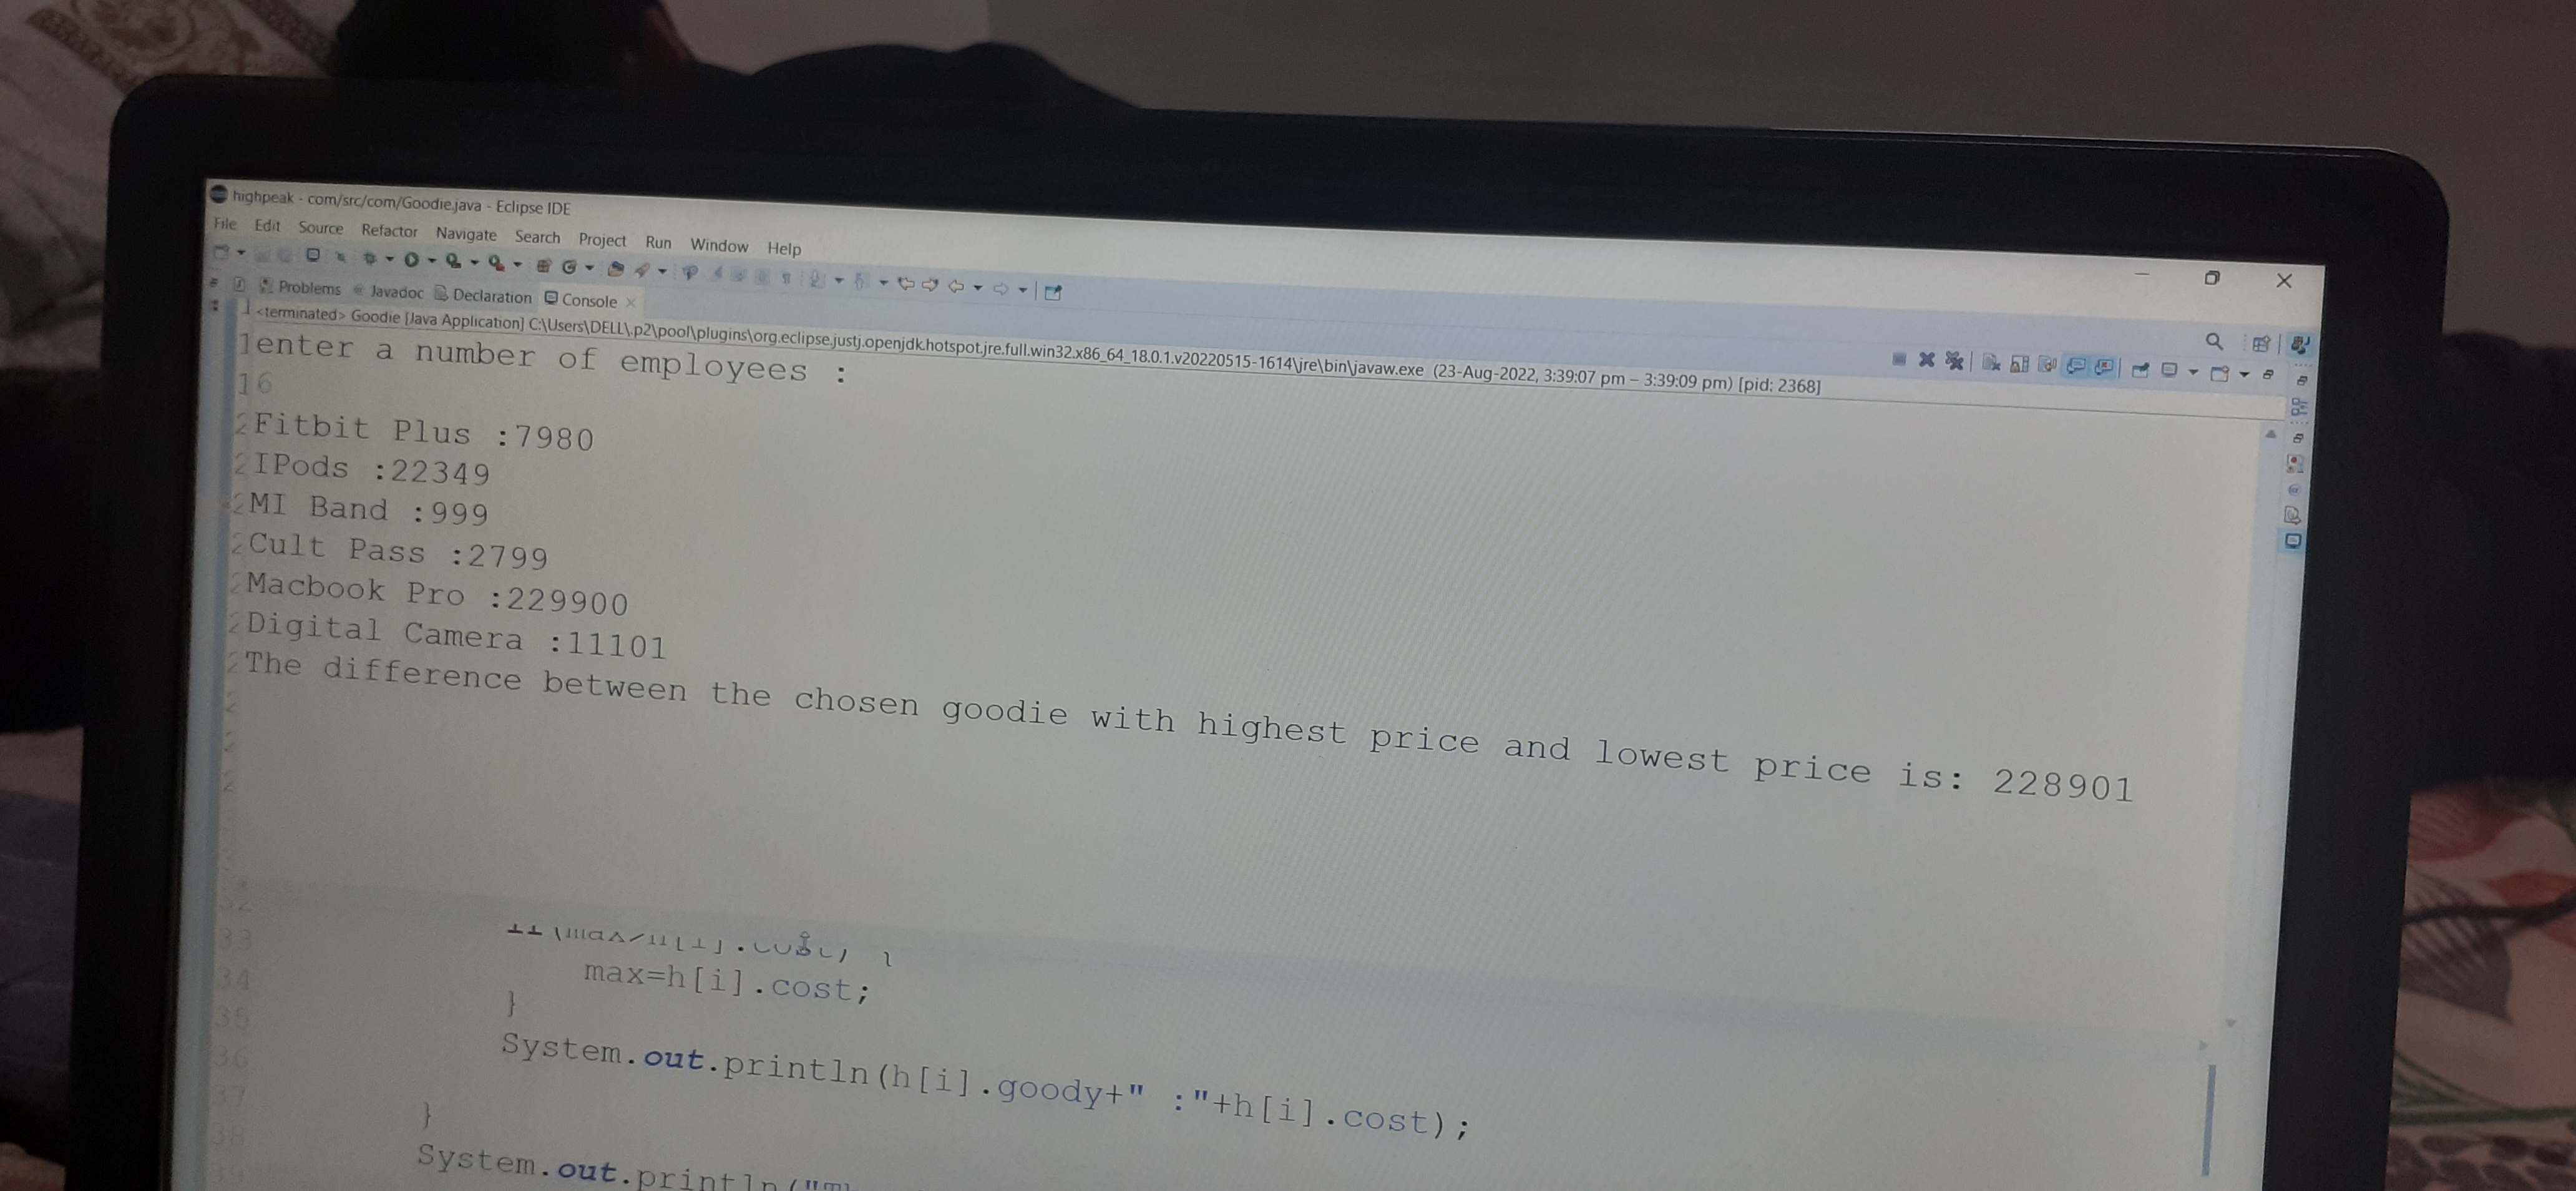 highpeak - com/src/com/Goodie.java - Eclipse IDE
File Edit Source Refactor Navigate Search Project Run Window Help
Problems Javadoc Declaration Console
<terminated> Goodie [Java Application] C:\Users\DELL\.p2\pool\plugins\org.eclipse.justj.openjdk.hotspot.jre.full.win32.x86_64_18.0.1.v20220515-1614\jre\bin\javaw.exe (23-Aug-2022, 3:39:07 pm – 3:39:09 pm) [pid: 2368]
enter a number of employees :
6
Fitbit Plus :7980
IPods :22349
MI Band :999
Cult Pass :2799
Macbook Pro :229900
Digital Camera :11101
The difference between the chosen goodie with highest price and lowest price is: 228901
32
33
34 max=h[i].cost;
35 }
36 System.out.println(h[i].goody+" :"+h[i].cost);
37
38 }
39 System.out.println("